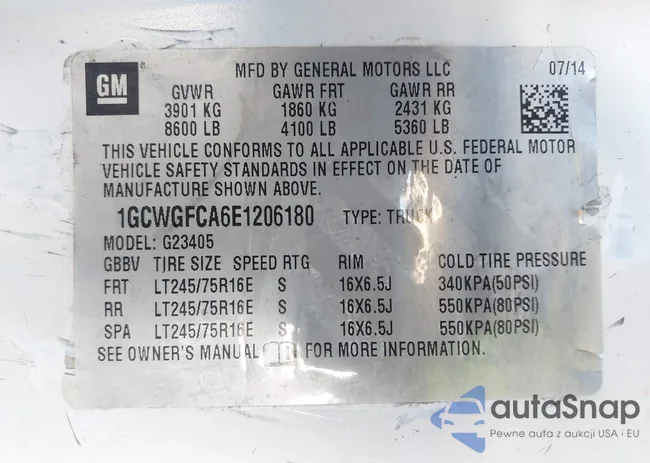 GM
MFD BY GENERAL MOTORS LLC 07/14
GVWR GAWR FRT GAWR RR
3901 KG 1860 KG 2431 KG
8600 LB 4100 LB 5360 LB
THIS VEHICLE CONFORMS TO ALL APPLICABLE U.S. FEDERAL MOTOR
VEHICLE SAFETY STANDARDS IN EFFECT ON THE DATE OF
MANUFACTURE SHOWN ABOVE.
1GCWGFCA6E1206180 TYPE: TRUCK
MODEL: G23405
GBBV TIRE SIZE SPEED RTG RIM COLD TIRE PRESSURE
FRT LT245/75R16E S 16X6.5J 340KPA(50PSI)
RR LT245/75R16E S 16X6.5J 550KPA(80PSI)
SPA LT245/75R16E S 16X6.5J 550KPA(80PSI)
SEE OWNER'S MANUAL FOR MORE INFORMATION.
autaSnap
Pewne auta z aukcji USA i EU